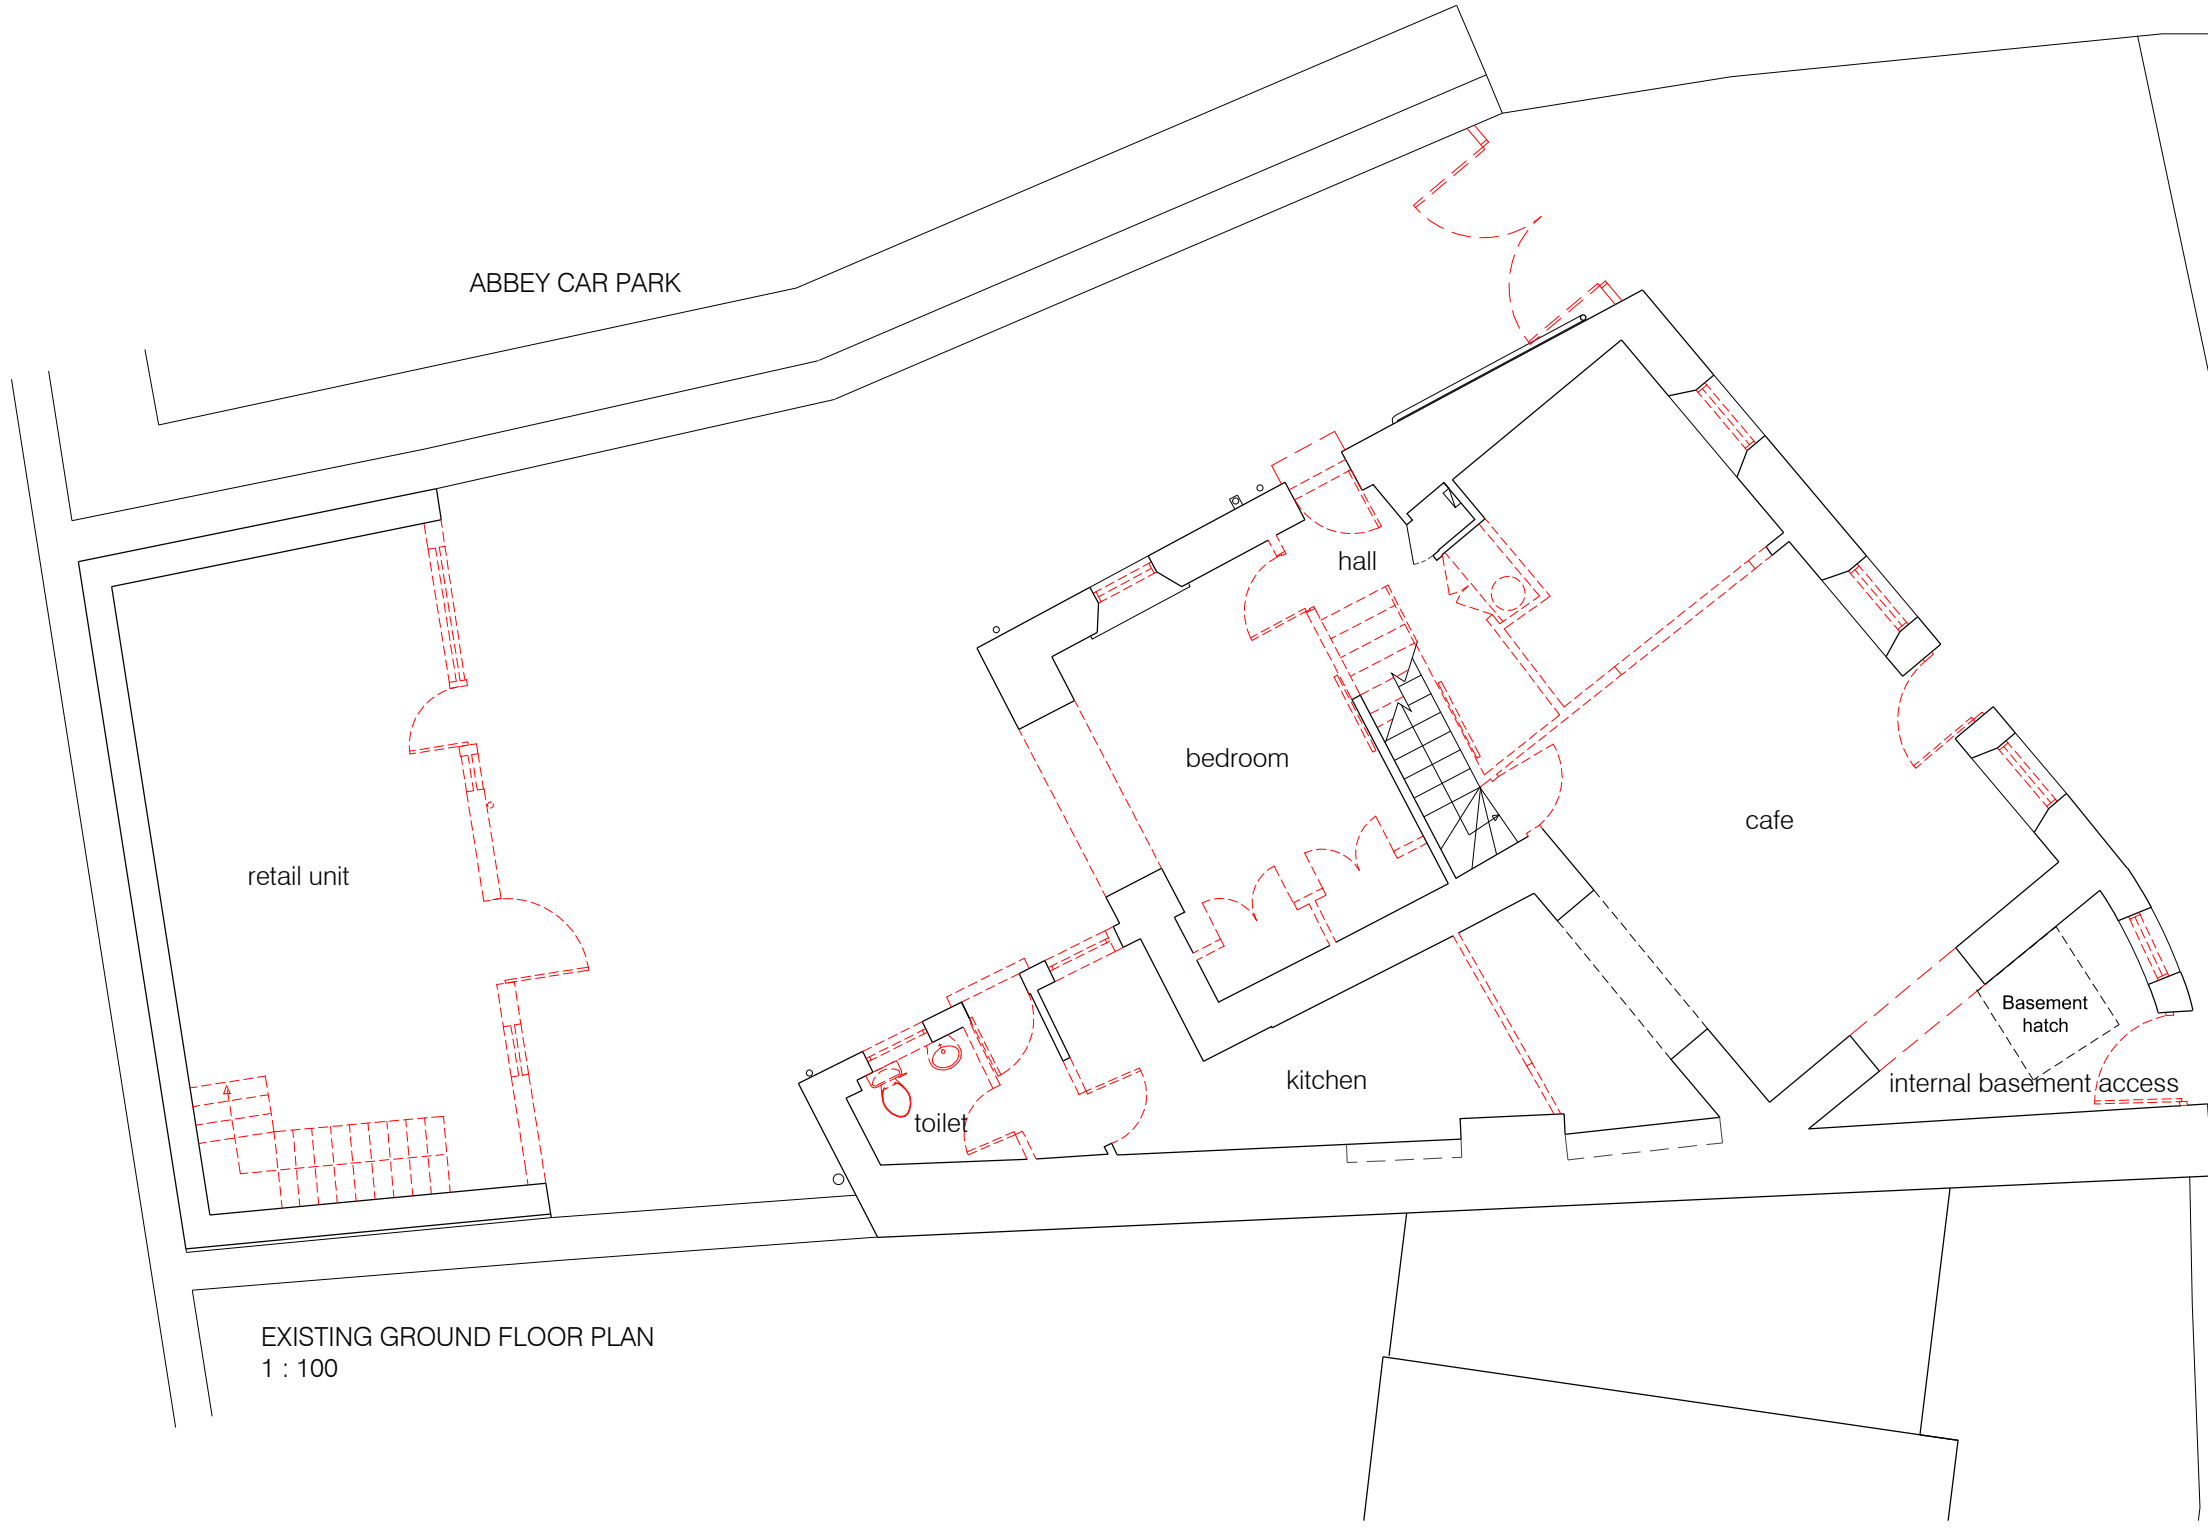 ABBEY CAR PARK
hall
bedroom
cafe
retail unit
Basement
hatch
kitchen
internal basement access
toilet
EXISTING GROUND FLOOR PLAN
1 : 100